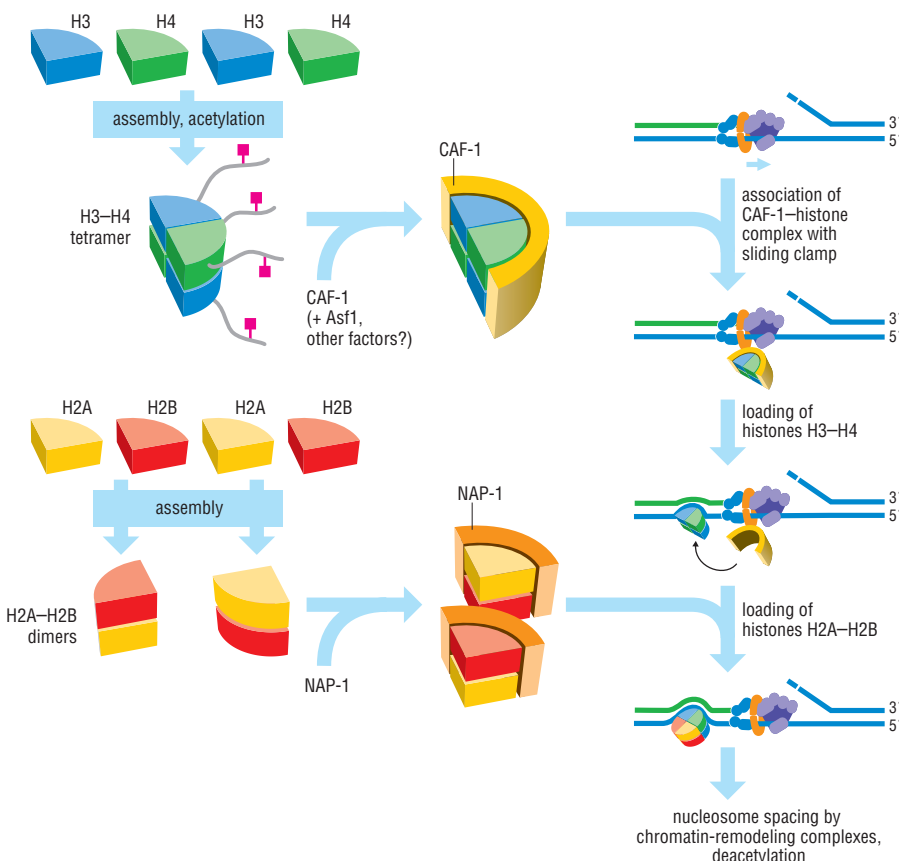 H3
H4
H3
H4
assembly, acetylation
H3–H4
tetramer
CAF-1
(+ Asf1,
other factors?)
CAF-1
3'
5'
association of
CAF-1–histone
complex with
sliding clamp
3'
5'
loading of
histones H3–H4
H2A
H2B
H2A
H2B
assembly
H2A–H2B
dimers
NAP-1
NAP-1
3'
5'
loading of
histones H2A–H2B
3'
5'
nucleosome spacing by
chromatin-remodeling complexes,
deacetylation